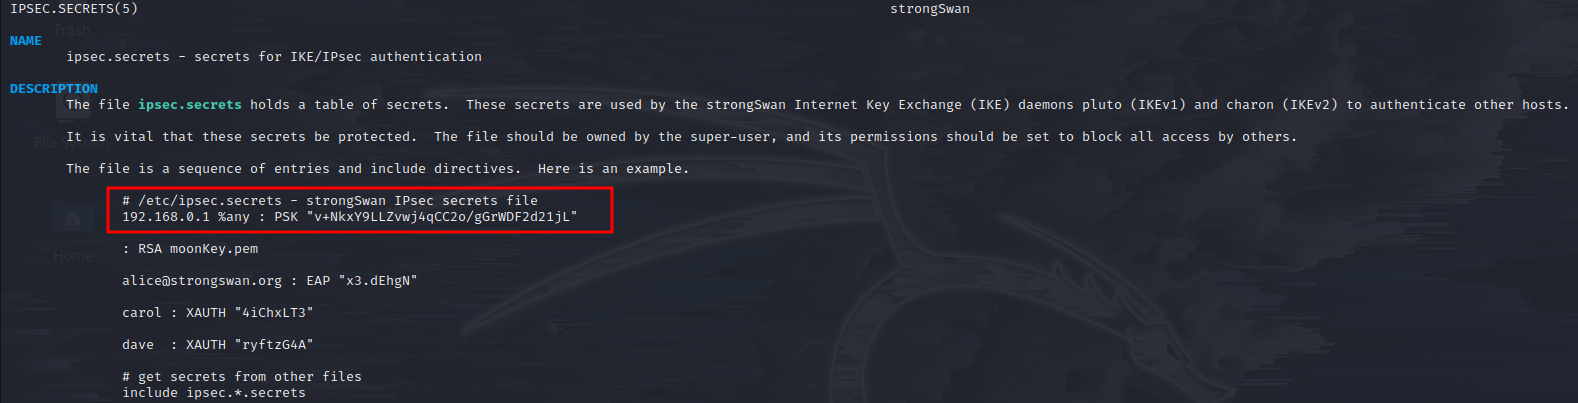 IPSEC.SECRETS(5) strongSwan
Trash
NAME
ipsec.secrets - secrets for IKE/IPsec authentication
DESCRIPTION
The file ipsec.secrets holds a table of secrets. These secrets are used by the strongSwan Internet Key Exchange (IKE) daemons pluto (IKEv1) and charon (IKEv2) to authenticate other hosts.
It is vital that these secrets be protected. The file should be owned by the super-user, and its permissions should be set to block all access by others.
File System
The file is a sequence of entries and include directives. Here is an example.
# /etc/ipsec.secrets - strongSwan IPsec secrets file
192.168.0.1 %any : PSK "v+NkxY9LLZvwj4qCC2o/gGrWDF2d21jL"
: RSA moonKey.pem
Home
alice@strongswan.org : EAP "x3.dEhgN"
carol : XAUTH "4iChxLT3"
dave : XAUTH "ryftzG4A"
# get secrets from other files
include ipsec.*.secrets